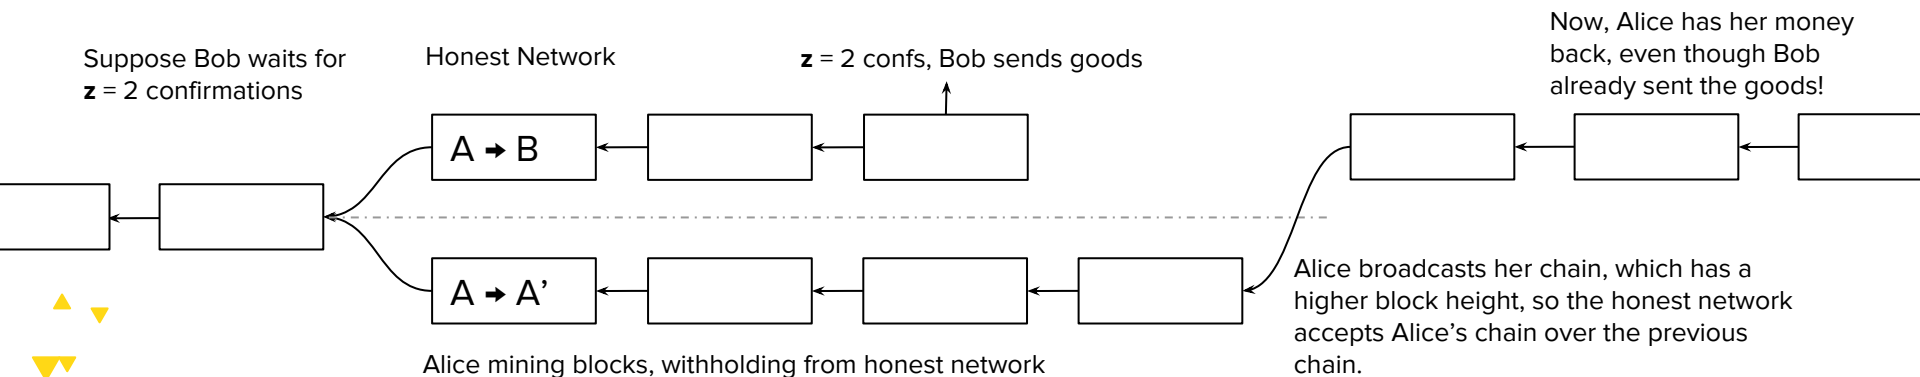 Suppose Bob waits for
z = 2 confirmations
Honest Network
z = 2 confs, Bob sends goods
Now, Alice has her money
back, even though Bob
already sent the goods!
A → B
A → A’
Alice broadcasts her chain, which has a
higher block height, so the honest network
accepts Alice’s chain over the previous
chain.
Alice mining blocks, withholding from honest network